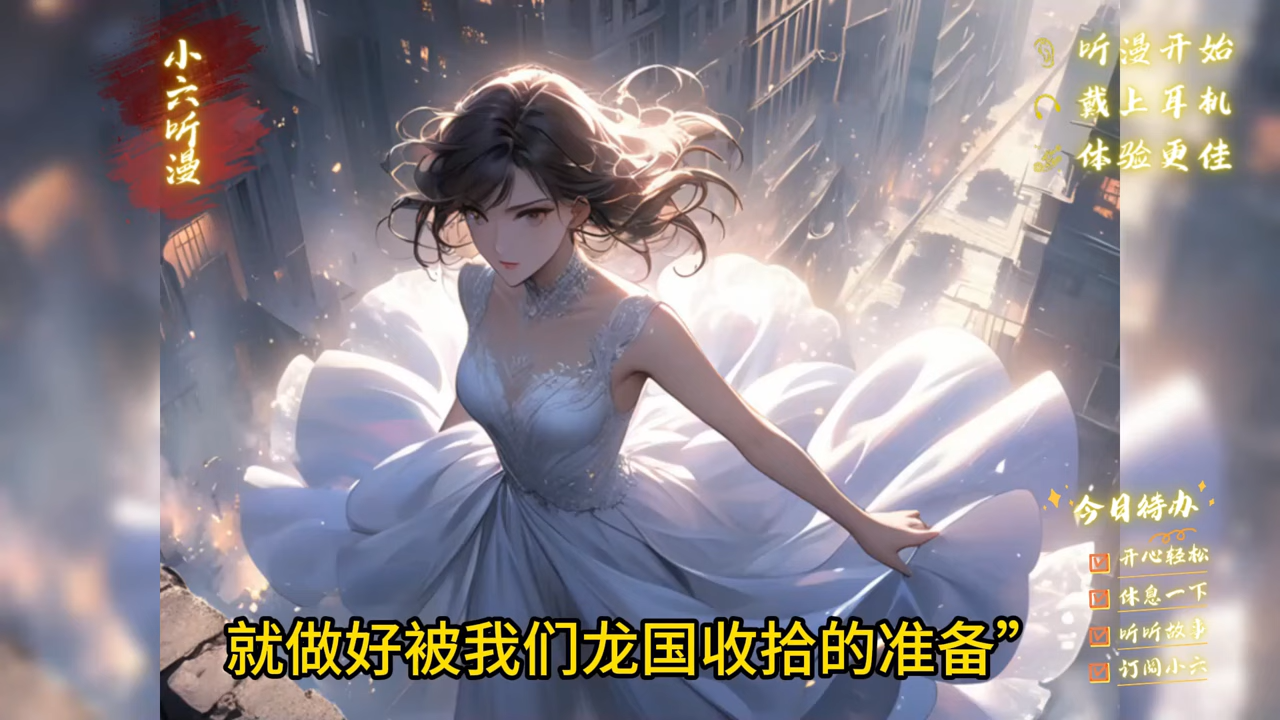 小六听漫
听漫开始
戴上耳机
体验更佳
今日待办
开心轻松
休息一下
听听故事
订阅小六
就做好被我们龙国收拾的准备”